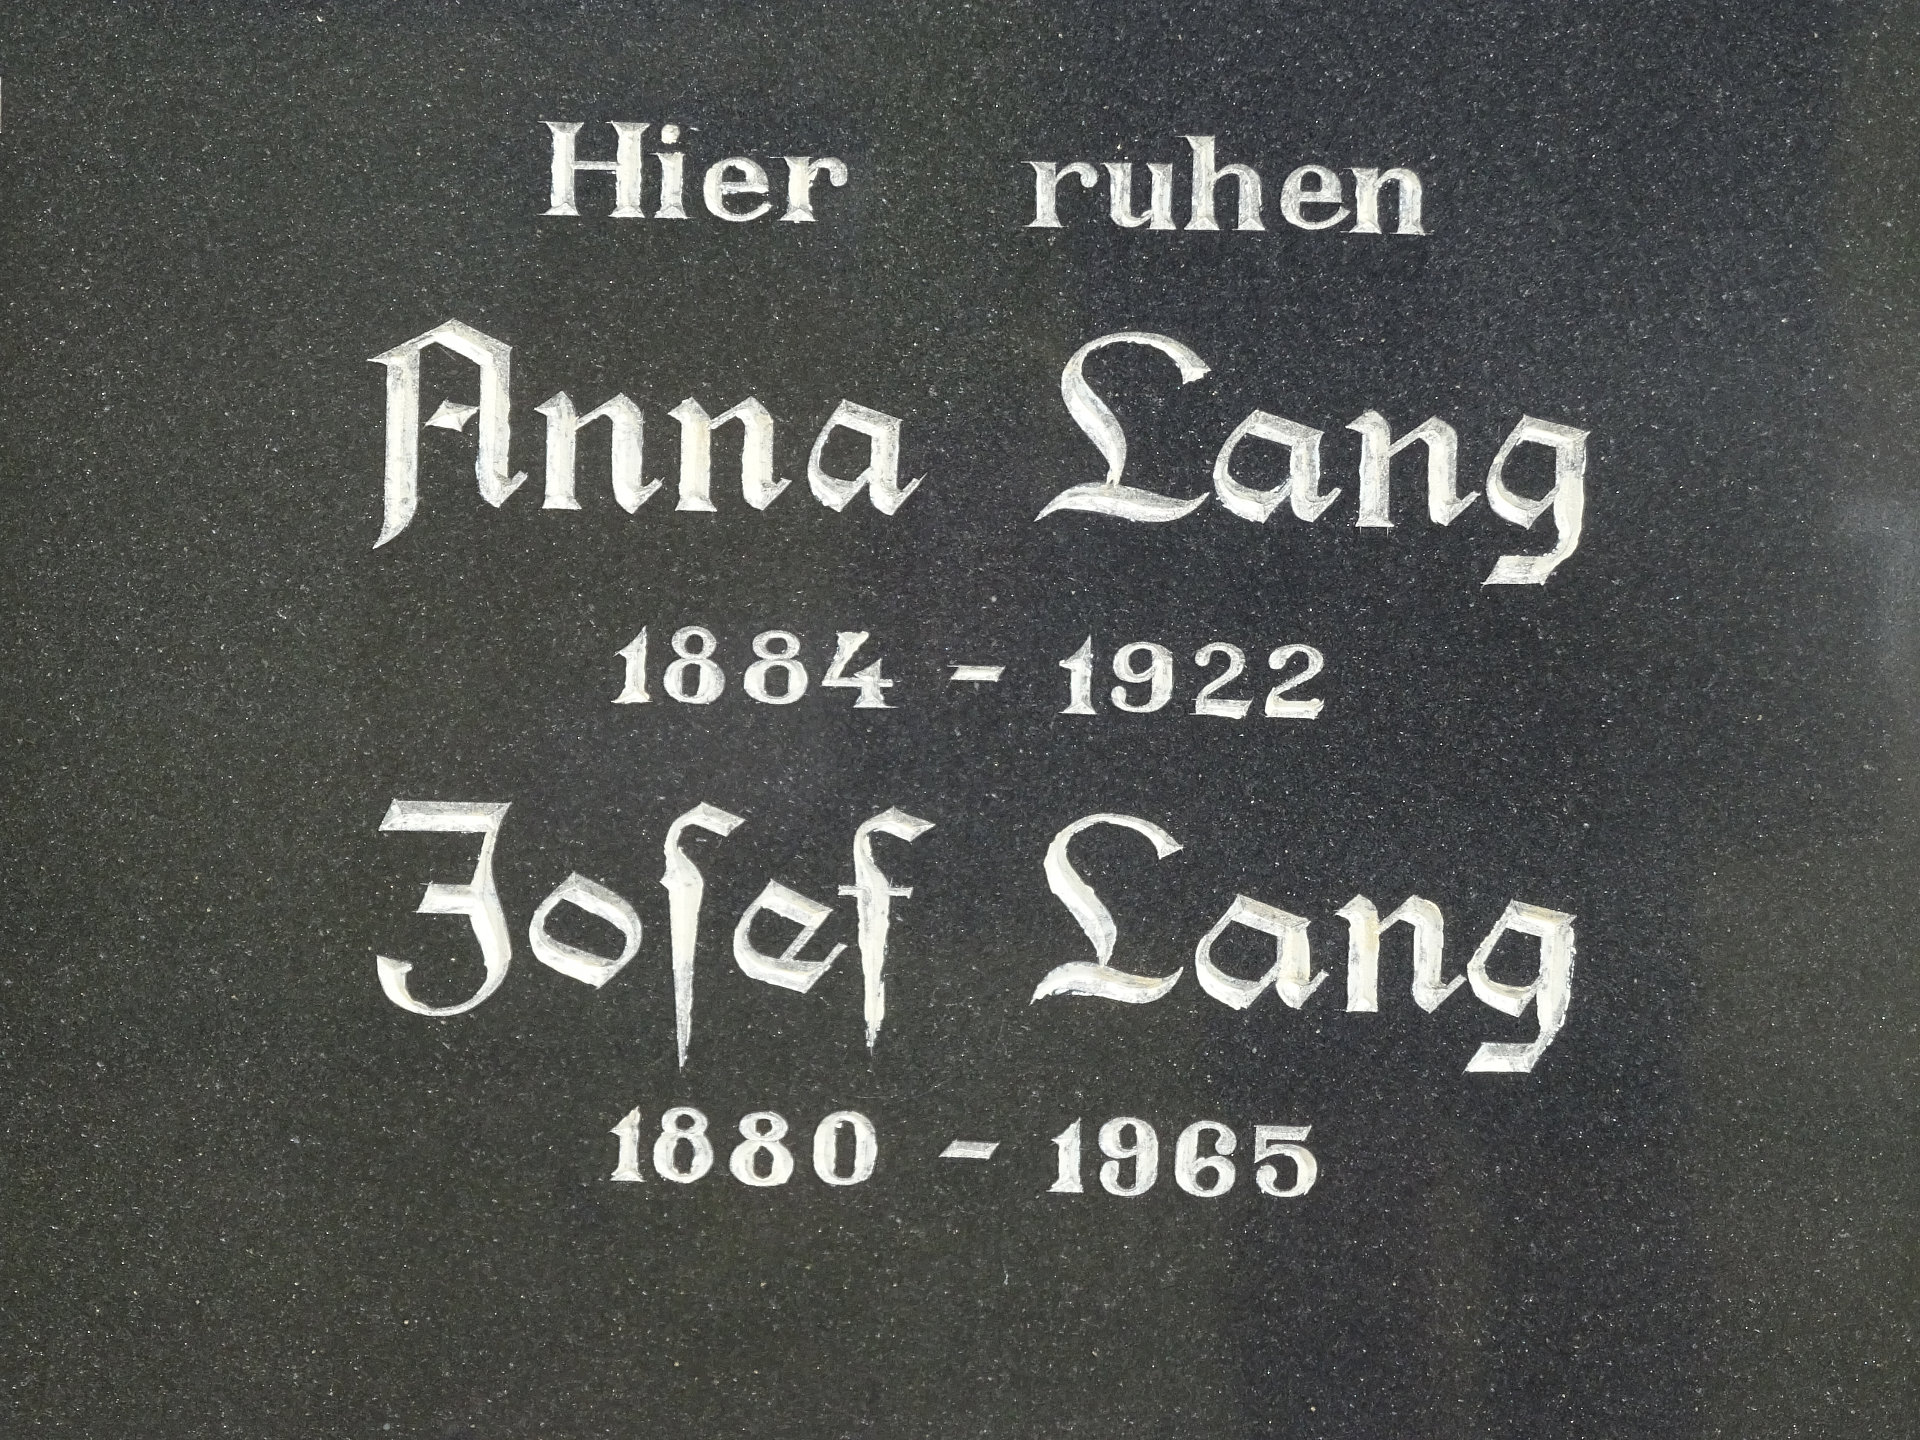 Hier ruhen
Anna Lang
1884 - 1922
Joſef Lang
1880 - 1965